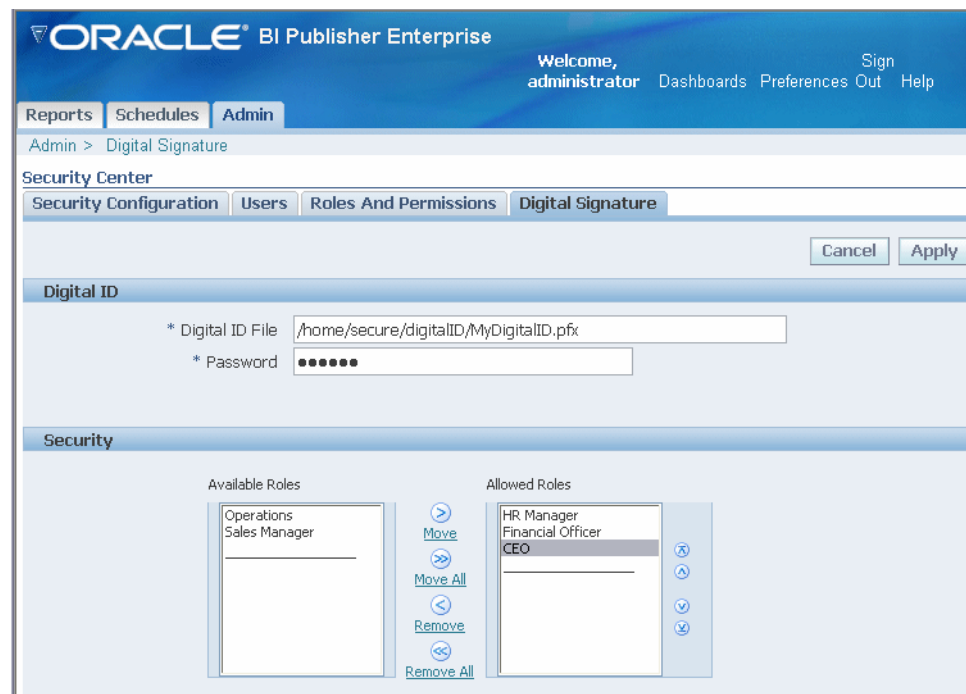 ORACLE® BI Publisher Enterprise
Welcome, administrator Dashboards Preferences Sign Out Help
Reports Schedules Admin
Admin > Digital Signature
Security Center
Security Configuration Users Roles And Permissions Digital Signature
Cancel Apply
Digital ID
* Digital ID File /home/secure/digitalID/MyDigitalID.pfx
* Password ●●●●●●
Security
Available Roles Allowed Roles
Operations
Sales Manager
Move
Move All
Remove
Remove All
HR Manager
Financial Officer
CEO